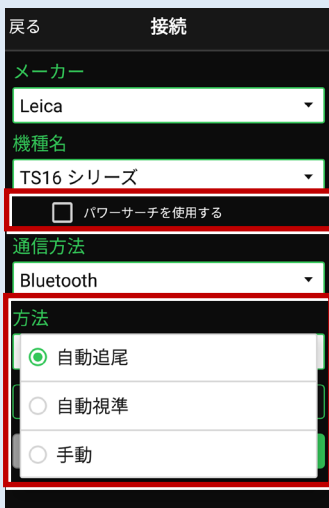 戻る 接続
メーカー
Leica
機種名
TS16 シリーズ
パワーサーチを使用する
通信方法
Bluetooth
方法
自動追尾
自動視準
手動